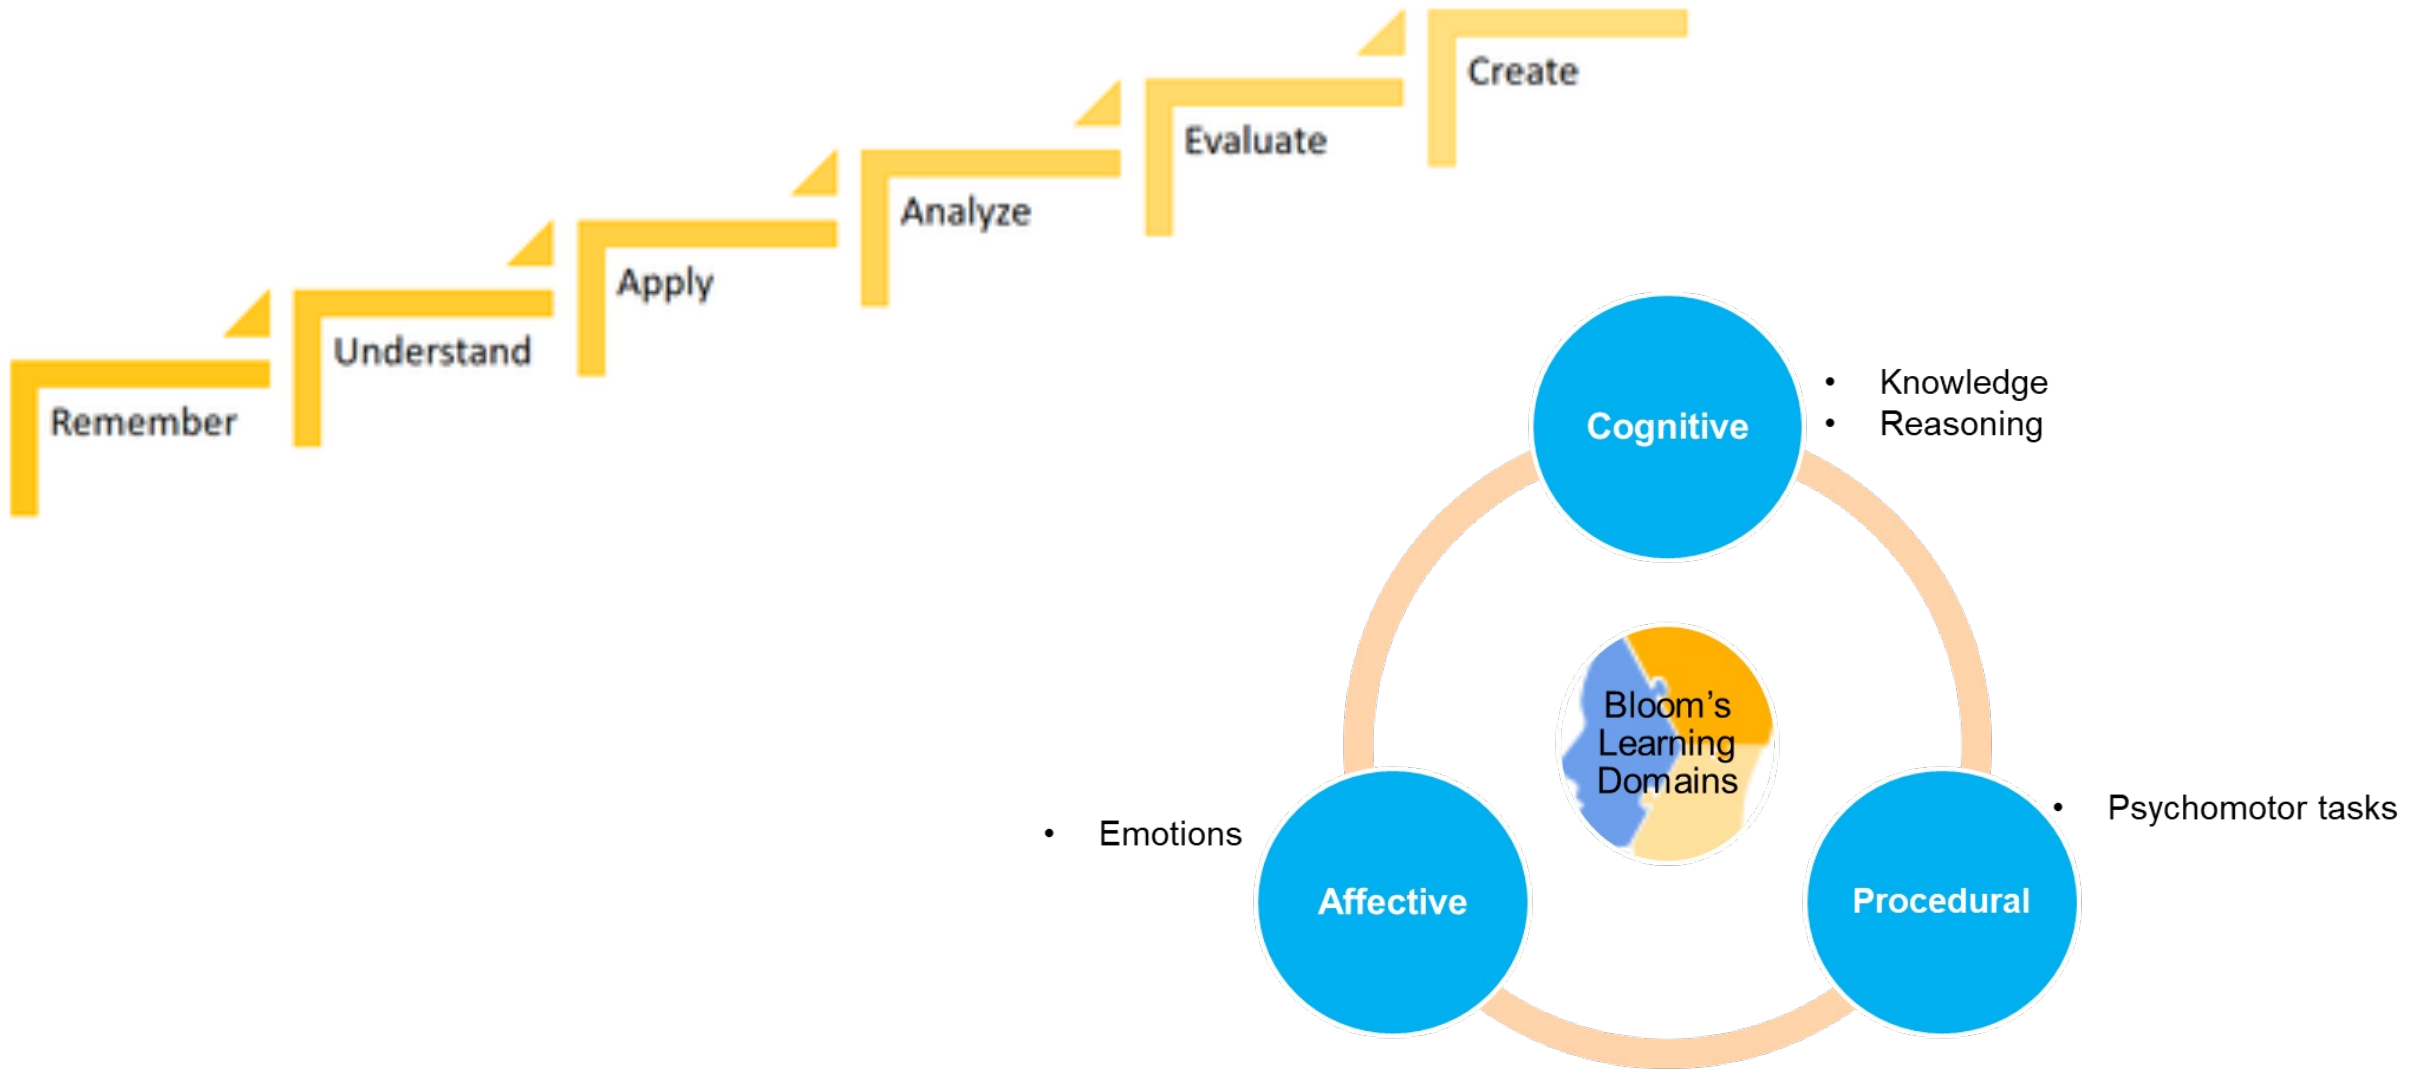 Create
Evaluate
Analyze
Apply
Understand
Remember
Cognitive
• Knowledge
• Reasoning
Bloom’s
Learning
Domains
• Emotions
Affective
• Psychomotor tasks
Procedural